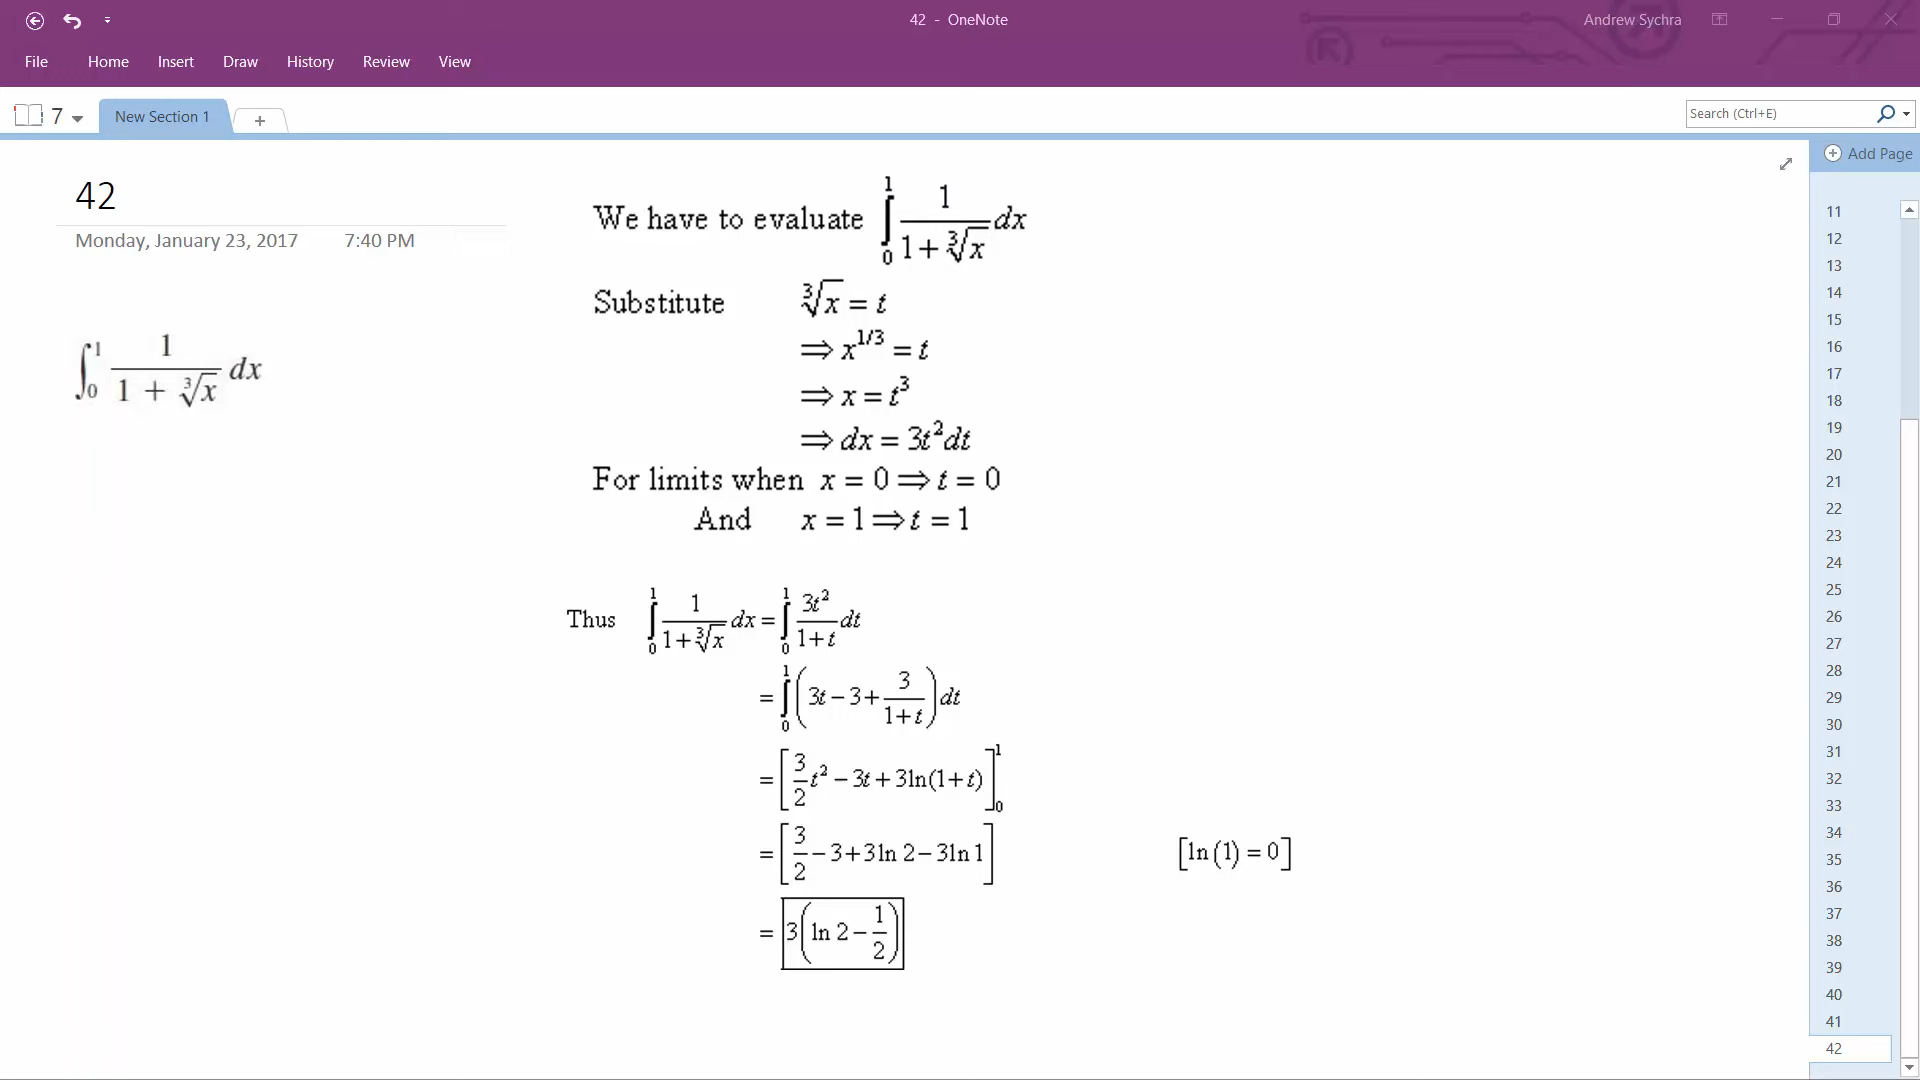 42 - OneNote
Andrew Sychra
File Home Insert Draw History Review View
7
New Section 1
+
Search (Ctrl+E)
Add Page
42
Monday, January 23, 2017 7:40 PM
∫₀¹ 1/(1 + ∛x) dx
We have to evaluate ∫₀¹ 1/(1+∛x) dx
Substitute ∛x = t
⇒ x^(1/3) = t
⇒ x = t³
⇒ dx = 3t²dt
For limits when x = 0 ⇒ t = 0
And x = 1 ⇒ t = 1
Thus ∫₀¹ 1/(1+∛x) dx = ∫₀¹ 3t²/(1+t) dt
= ∫₀¹ (3t − 3 + 3/(1+t)) dt
= [3/2 t² − 3t + 3ln(1+t)]₀¹
= [3/2 − 3 + 3ln 2 − 3ln 1] [ln(1) = 0]
= 3(ln 2 − 1/2)
11
12
13
14
15
16
17
18
19
20
21
22
23
24
25
26
27
28
29
30
31
32
33
34
35
36
37
38
39
40
41
42